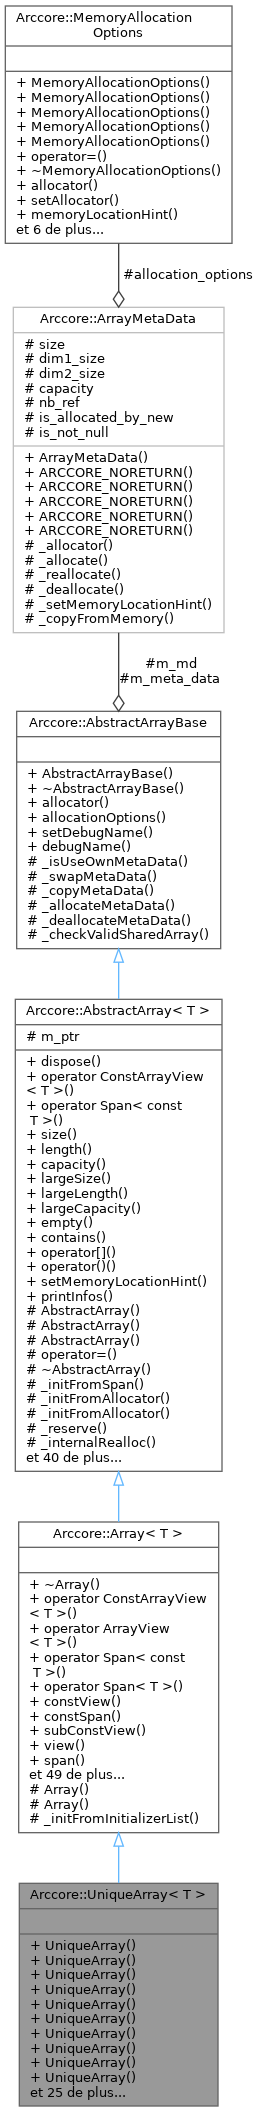 Arccore::MemoryAllocation
Options
+ MemoryAllocationOptions()
+ MemoryAllocationOptions()
+ MemoryAllocationOptions()
+ MemoryAllocationOptions()
+ MemoryAllocationOptions()
+ operator=()
+ ~MemoryAllocationOptions()
+ allocator()
+ setAllocator()
+ memoryLocationHint()
et 6 de plus...
#allocation_options
Arccore::ArrayMetaData
# size
# dim1_size
# dim2_size
# capacity
# nb_ref
# is_allocated_by_new
# is_not_null
+ ArrayMetaData()
+ ARCCORE_NORETURN()
+ ARCCORE_NORETURN()
+ ARCCORE_NORETURN()
+ ARCCORE_NORETURN()
+ ARCCORE_NORETURN()
# _allocator()
# _allocate()
# _reallocate()
# _deallocate()
# _setMemoryLocationHint()
# _copyFromMemory()
#m_md
#m_meta_data
Arccore::AbstractArrayBase
+ AbstractArrayBase()
+ ~AbstractArrayBase()
+ allocator()
+ allocationOptions()
+ setDebugName()
+ debugName()
# _isUseOwnMetaData()
# _swapMetaData()
# _copyMetaData()
# _allocateMetaData()
# _deallocateMetaData()
# _checkValidSharedArray()
Arccore::AbstractArray< T >
# m_ptr
+ dispose()
+ operator ConstArrayView
< T >()
+ operator Span< const
T >()
+ size()
+ length()
+ capacity()
+ largeSize()
+ largeLength()
+ largeCapacity()
+ empty()
+ contains()
+ operator[]()
+ operator()()
+ setMemoryLocationHint()
+ printInfos()
# AbstractArray()
# AbstractArray()
# AbstractArray()
# operator=()
# ~AbstractArray()
# _initFromSpan()
# _initFromAllocator()
# _initFromAllocator()
# _reserve()
# _internalRealloc()
et 40 de plus...
Arccore::Array< T >
+ ~Array()
+ operator ConstArrayView
< T >()
+ operator ArrayView
< T >()
+ operator Span< const
T >()
+ operator Span< T >()
+ constView()
+ constSpan()
+ subConstView()
+ view()
+ span()
et 49 de plus...
# Array()
# Array()
# _initFromInitializerList()
Arccore::UniqueArray< T >
+ UniqueArray()
+ UniqueArray()
+ UniqueArray()
+ UniqueArray()
+ UniqueArray()
+ UniqueArray()
+ UniqueArray()
+ UniqueArray()
+ UniqueArray()
+ UniqueArray()
et 25 de plus...